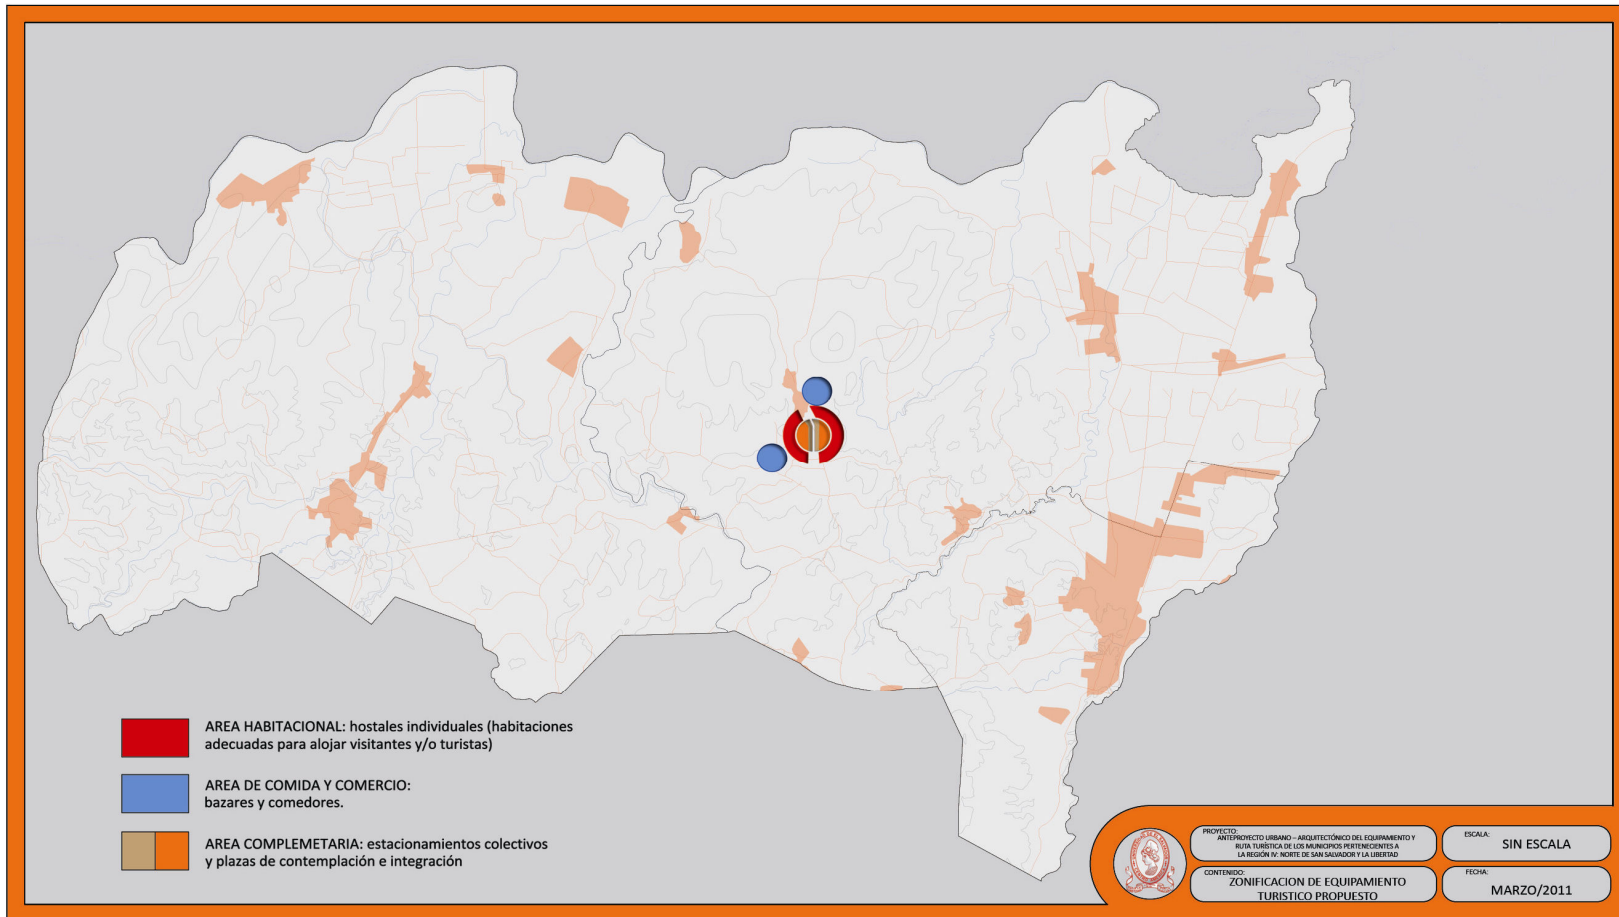 AREA HABITACIONAL: hostales individuales (habitaciones
adecuadas para alojar visitantes y/o turistas)
AREA DE COMIDA Y COMERCIO:
bazares y comedores.
AREA COMPLEMETARIA: estacionamientos colectivos
y plazas de contemplación e integración
PROYECTO:
ANTEPROYECTO URBANO – ARQUITECTÓNICO DEL EQUIPAMIENTO Y
RUTA TURÍSTICA DE LOS MUNICIPIOS PERTENECIENTES A
LA REGIÓN IV: NORTE DE SAN SALVADOR Y LA LIBERTAD
CONTENIDO:
ZONIFICACION DE EQUIPAMIENTO
TURISTICO PROPUESTO
ESCALA:
SIN ESCALA
FECHA:
MARZO/2011